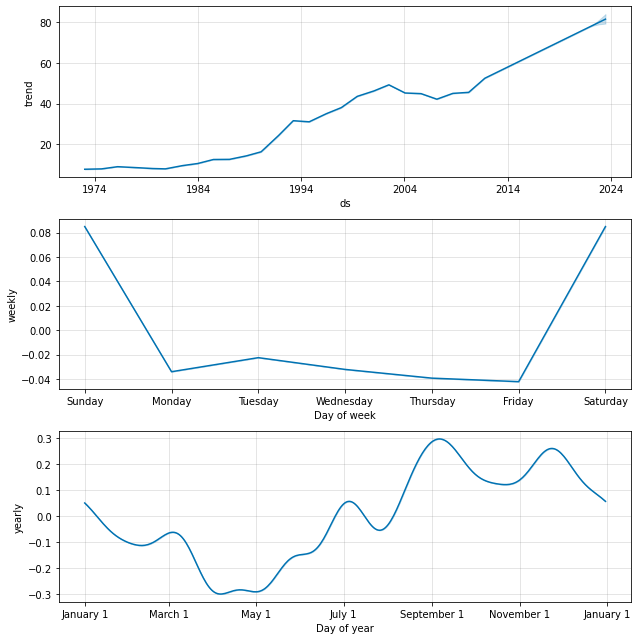 80
60
40
20
trend
1974 1984 1994 2004 2014 2024
ds
0.08
0.06
0.04
0.02
0.00
−0.02
−0.04
weekly
Sunday Monday Tuesday Wednesday Thursday Friday Saturday
Day of week
0.3
0.2
0.1
0.0
−0.1
−0.2
−0.3
yearly
January 1 March 1 May 1 July 1 September 1 November 1 January 1
Day of year